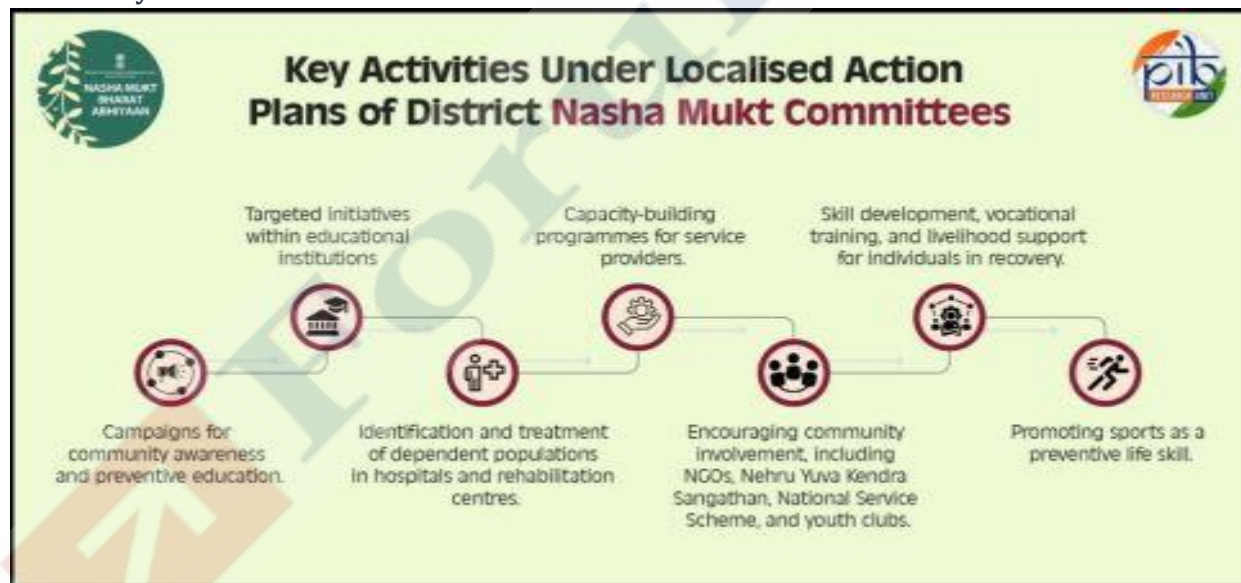 NASHA MUKT
BHARAT
ABHIYAAN
Key Activities Under Localised Action
Plans of District Nasha Mukt Committees
pib
RESEARCH UNIT
Targeted initiatives
within educational
institutions
Capacity-building
programmes for service
providers.
Skill development, vocational
training, and livelihood support
for individuals in recovery.
Campaigns for
community awareness
and preventive education.
Identification and treatment
of dependent populations
in hospitals and rehabilitation
centres.
Encouraging community
involvement, including
NGOs, Nehru Yuva Kendra
Sangathan, National Service
Scheme, and youth clubs.
Promoting sports as a
preventive life skill.